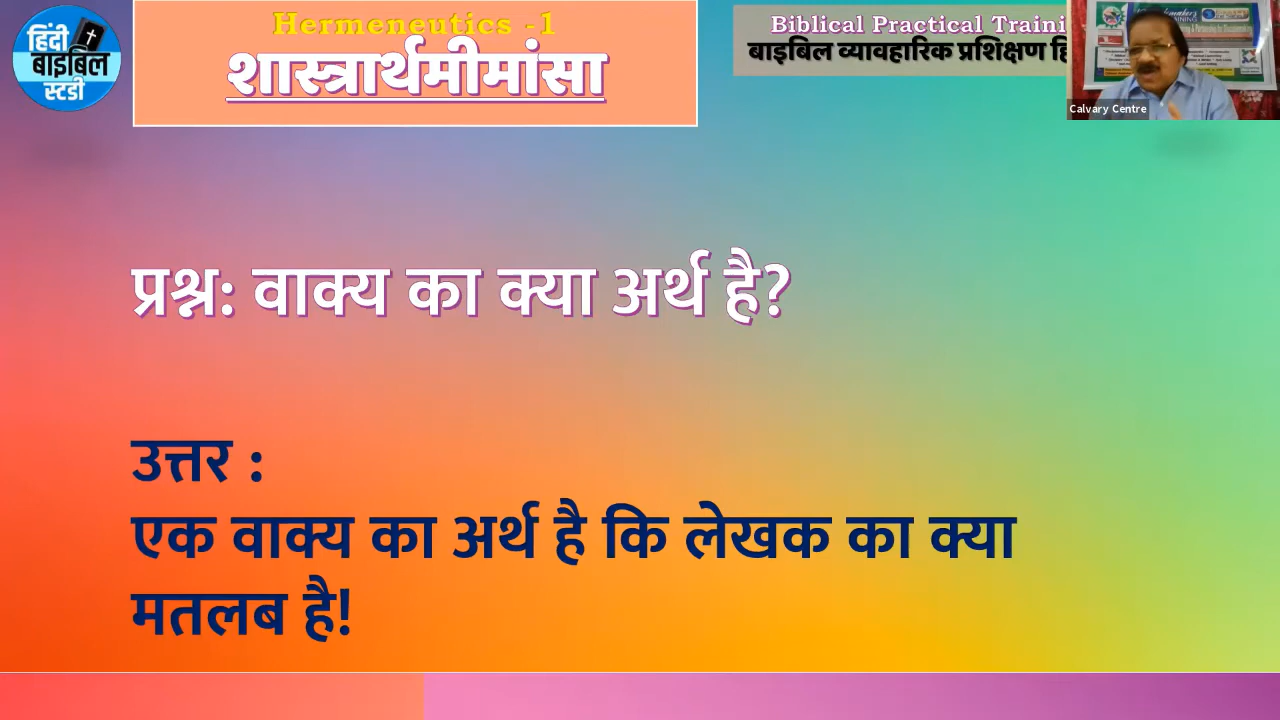 हिंदी
बाइबिल
स्टडी
Hermeneutics -1
शास्त्रार्थमीमांसा
Biblical Practical Traini
बाइबिल व्यावहारिक प्रशिक्षण हि
Calvary Centre
प्रश्न: वाक्य का क्या अर्थ है?
उत्तर :
एक वाक्य का अर्थ है कि लेखक का क्या
मतलब है!